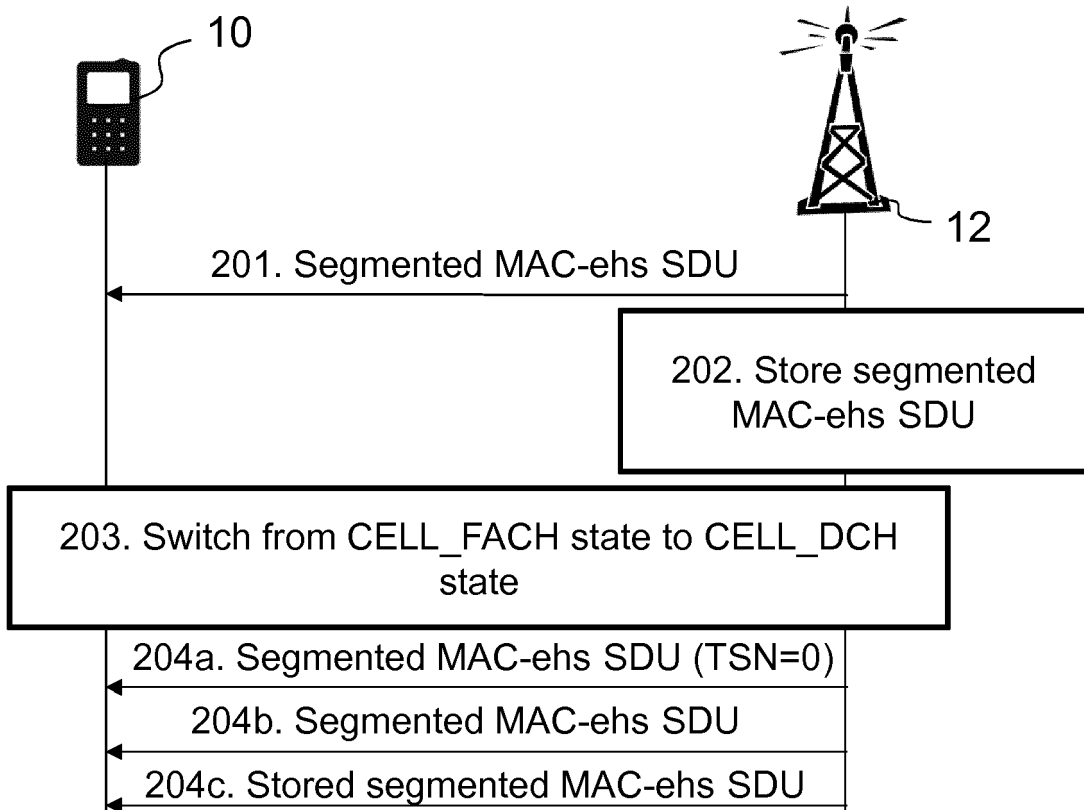 10
12
201. Segmented MAC-ehs SDU
202. Store segmented
MAC-ehs SDU
203. Switch from CELL_FACH state to CELL_DCH
state
204a. Segmented MAC-ehs SDU (TSN=0)
204b. Segmented MAC-ehs SDU
204c. Stored segmented MAC-ehs SDU